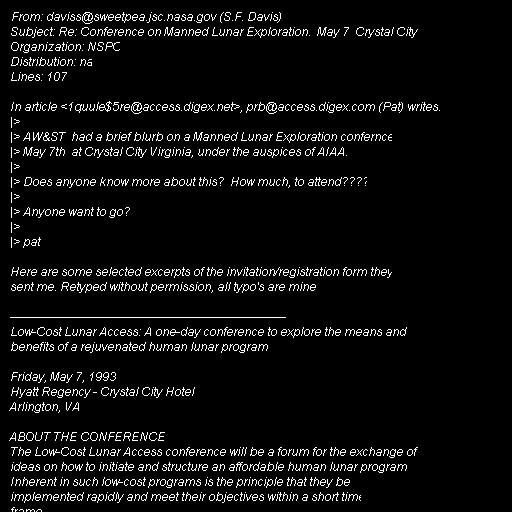 From: daviss@sweetpea.jsc.nasa.gov (S.F. Davis)
Subject: Re: Conference on Manned Lunar Exploration.  May 7  Crystal City
Organization: NSPC
Distribution: na
Lines: 107

In article <1quule$5re@access.digex.net>, prb@access.digex.com (Pat) writes.
|>
|> AW&ST  had a brief blurb on a Manned Lunar Exploration confernce
|> May 7th  at Crystal City Virginia, under the auspices of AIAA.
|>
|> Does anyone know more about this?  How much, to attend????
|>
|> Anyone want to go?
|>
|> pat

Here are some selected excerpts of the invitation/registration form they
sent me. Retyped without permission, all typo's are mine

______________________________________________
Low-Cost Lunar Access: A one-day conference to explore the means and
benefits of a rejuvenated human lunar program

Friday, May 7, 1993
Hyatt Regency - Crystal City Hotel
Arlington, VA

ABOUT THE CONFERENCE
The Low-Cost Lunar Access conference will be a forum for the exchange of
ideas on how to initiate and structure an affordable human lunar program
Inherent in such low-cost programs is the principle that they be
implemented rapidly and meet their objectives within a short time
frame